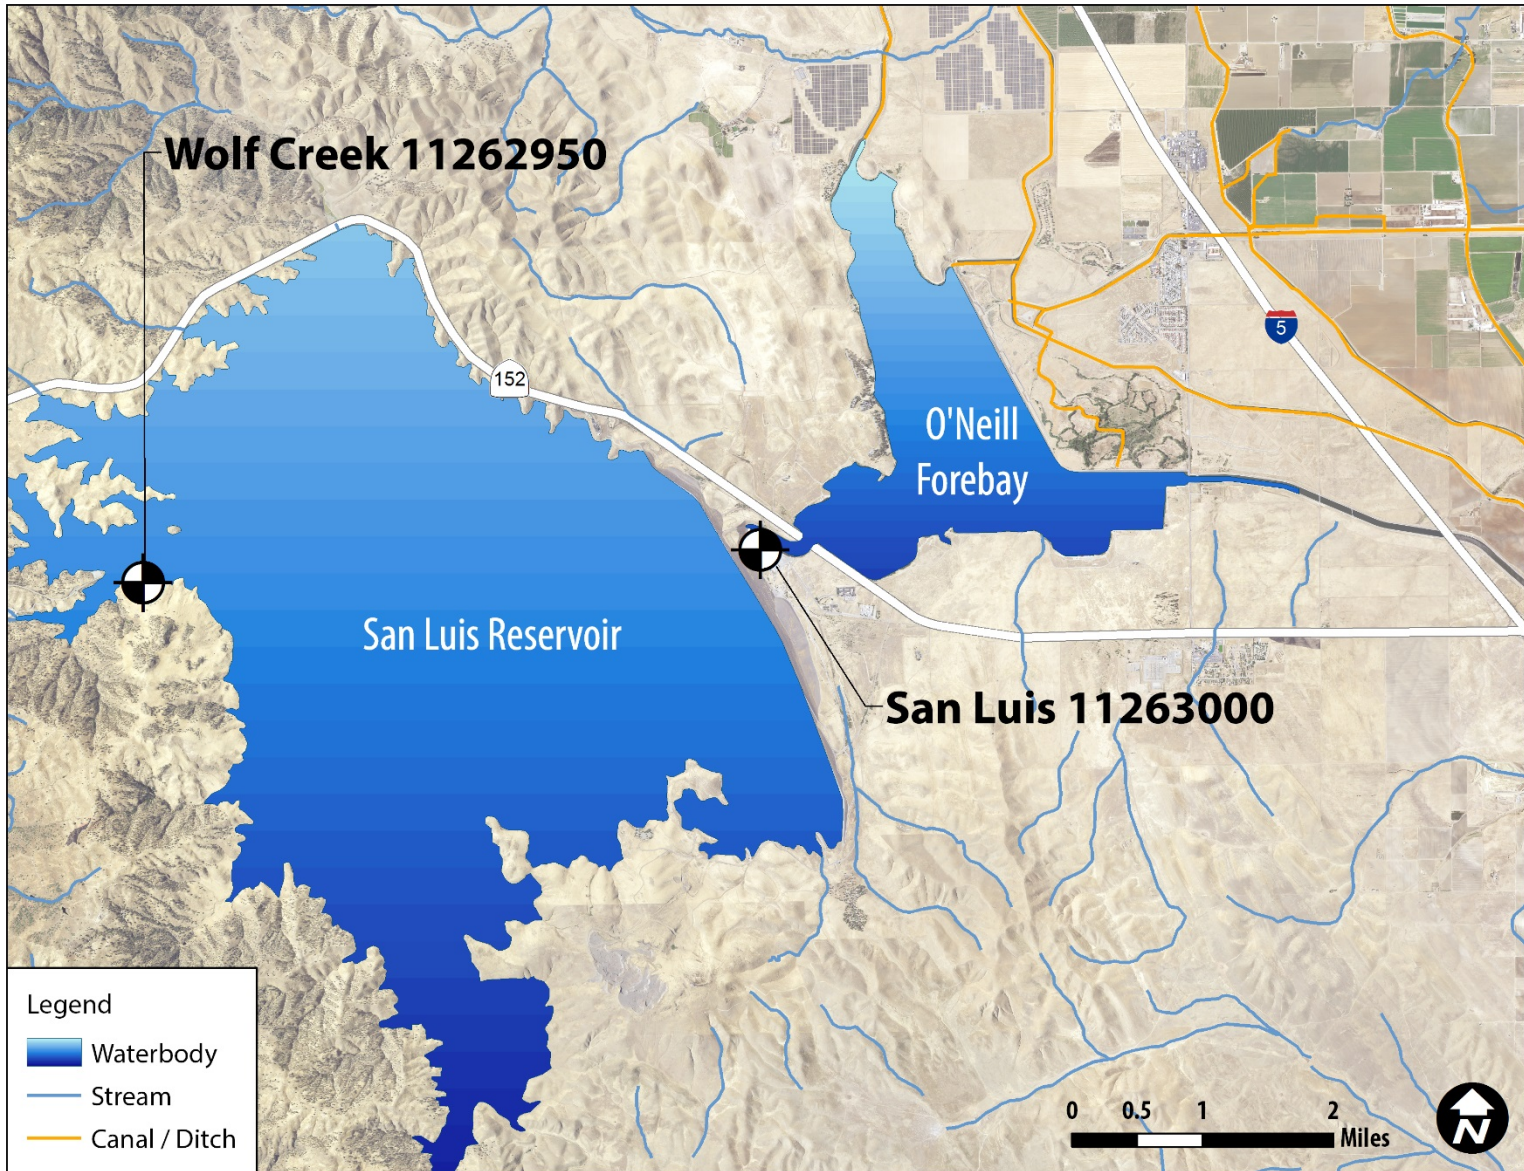 Wolf Creek 11262950
5
152
O'Neill
Forebay
San Luis Reservoir
San Luis 11263000
Legend
Waterbody
Stream
Canal / Ditch
0 0.5 1 2
Miles
N